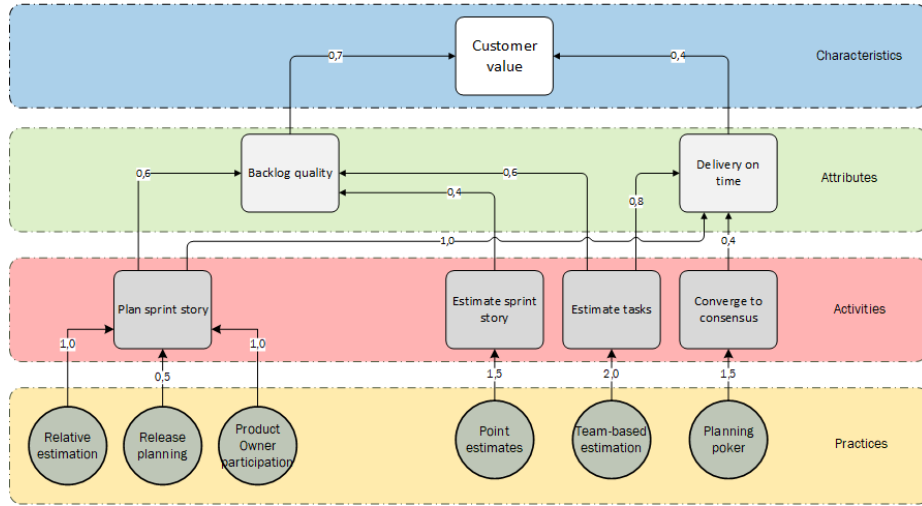 Customer
value
Characteristics
0,7
0,4
Backlog quality
Delivery on
time
Attributes
0,6
0,6
0,4
0,8
1,0
0,4
Plan sprint story
Estimate sprint
story
Estimate tasks
Converge to
consensus
Activities
1,0
0,5
1,0
1,5
2,0
1,5
Relative
estimation
Release
planning
Product
Owner
participation
Point
estimates
Team-based
estimation
Planning
poker
Practices